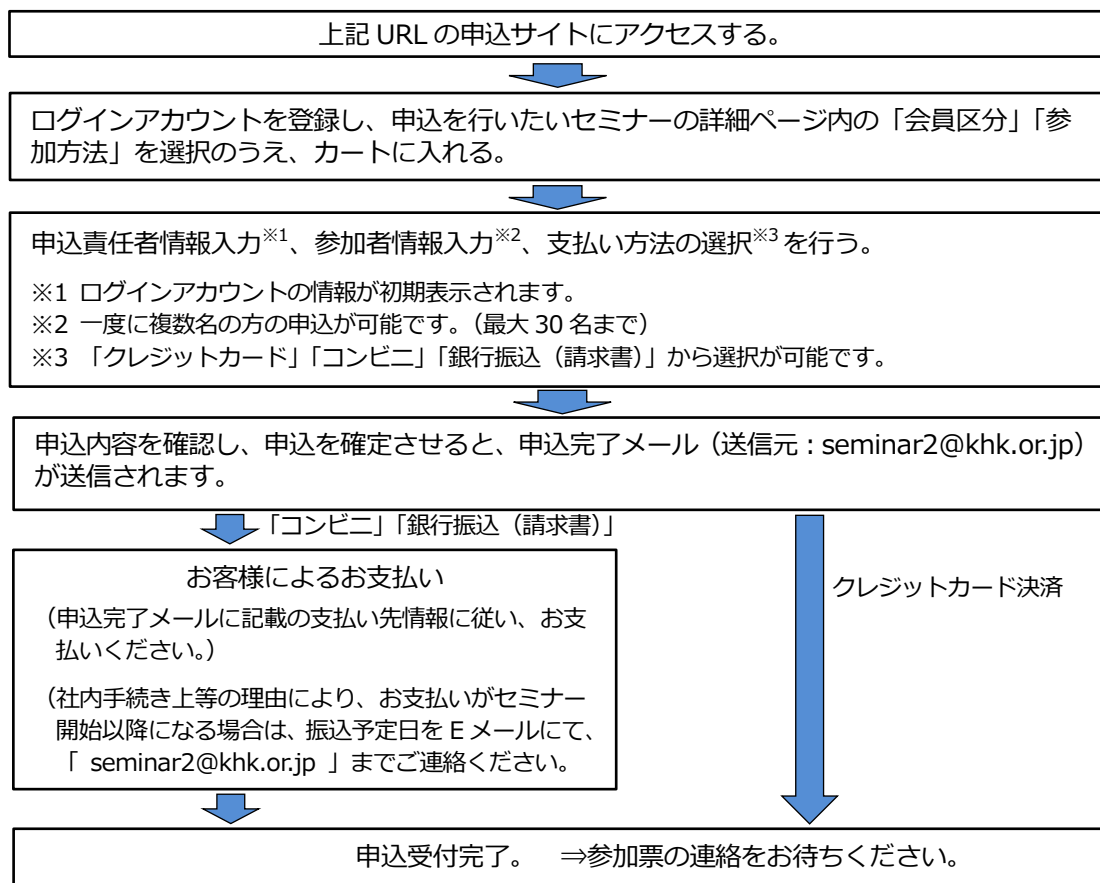 上記 URL の申込サイトにアクセスする。
ログインアカウントを登録し、申込を行いたいセミナーの詳細ページ内の「会員区分」「参
加方法」を選択のうえ、カートに入れる。
申込責任者情報入力※1、参加者情報入力※2、支払い方法の選択※3 を行う。
※1 ログインアカウントの情報が初期表示されます。
※2 一度に複数名の方の申込が可能です。（最大 30 名まで）
※3 「クレジットカード」「コンビニ」「銀行振込（請求書）」から選択が可能です。
申込内容を確認し、申込を確定させると、申込完了メール（送信元：seminar2@khk.or.jp）
が送信されます。
「コンビニ」「銀行振込（請求書）」
お客様によるお支払い
（申込完了メールに記載の支払い先情報に従い、お支
払いください。）
（社内手続き上等の理由により、お支払いがセミナー
開始以降になる場合は、振込予定日を E メールにて、
「 seminar2@khk.or.jp 」までご連絡ください。
クレジットカード決済
申込受付完了。 ⇒参加票の連絡をお待ちください。